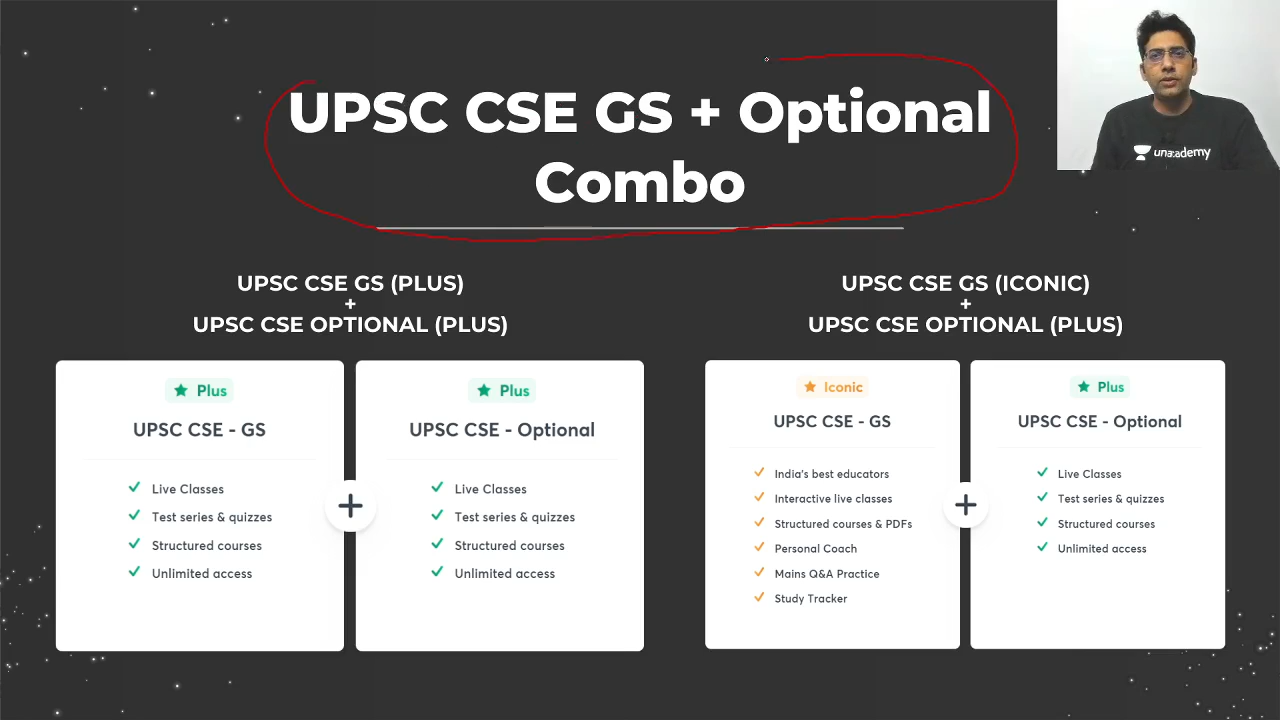 UPSC CSE GS + Optional
Combo
unacademy
UPSC CSE GS (PLUS)
+
UPSC CSE OPTIONAL (PLUS)
Plus
UPSC CSE - GS
Live Classes
Test series & quizzes
Structured courses
Unlimited access
+
Plus
UPSC CSE - Optional
Live Classes
Test series & quizzes
Structured courses
Unlimited access
UPSC CSE GS (ICONIC)
+
UPSC CSE OPTIONAL (PLUS)
Iconic
UPSC CSE - GS
India's best educators
Interactive live classes
Structured courses & PDFs
Personal Coach
Mains Q&A Practice
Study Tracker
+
Plus
UPSC CSE - Optional
Live Classes
Test series & quizzes
Structured courses
Unlimited access